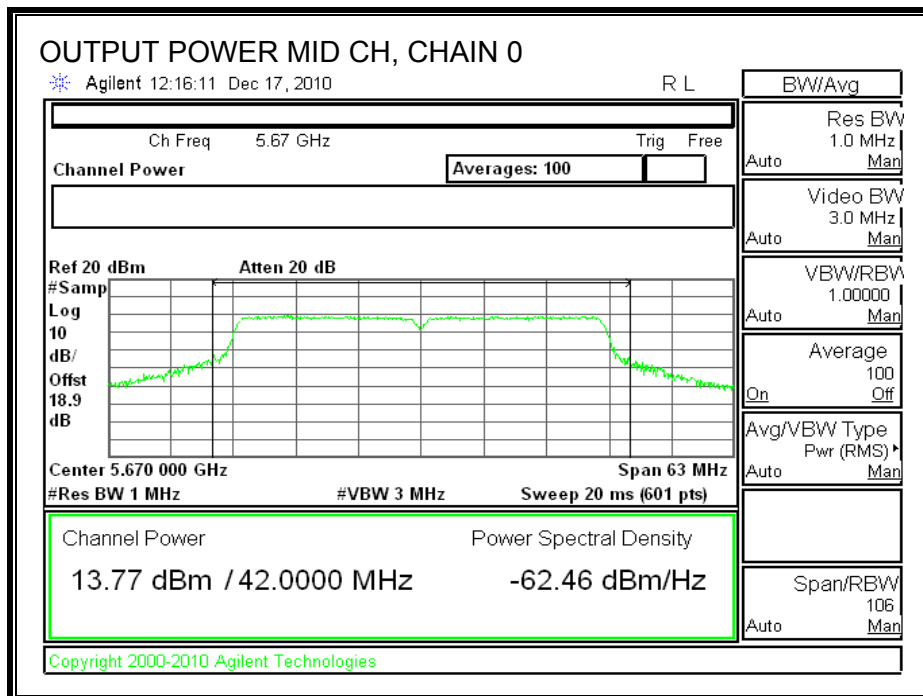 OUTPUT POWER MID CH, CHAIN 0
Agilent 12:16:11 Dec 17, 2010 R L
BW/Avg
Ch Freq 5.67 GHz Trig Free
Channel Power Averages: 100
Ref 20 dBm Atten 20 dB
#Samp
Log
10
dB/
Offst
18.9
dB
Center 5.670 000 GHz Span 63 MHz
#Res BW 1 MHz #VBW 3 MHz Sweep 20 ms (601 pts)
Channel Power Power Spectral Density
13.77 dBm / 42.0000 MHz -62.46 dBm/Hz
Res BW
1.0 MHz
Auto Man
Video BW
3.0 MHz
Auto Man
VBW/RBW
1.00000
Auto Man
Average
100
On Off
Avg/VBW Type
Pwr (RMS)
Auto Man
Span/RBW
106
Auto Man
Copyright 2000-2010 Agilent Technologies